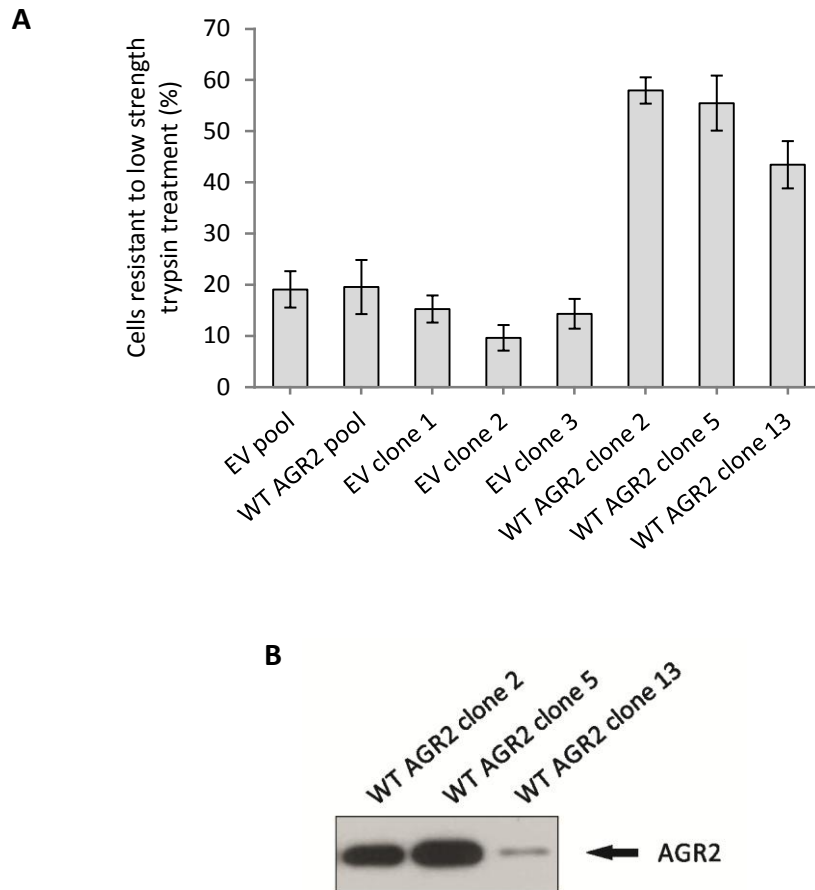 A
Cells resistant to low strength
trypsin treatment (%)
70
60
50
40
30
20
10
0
EV pool
WT AGR2 pool
EV clone 1
EV clone 2
EV clone 3
WT AGR2 clone 2
WT AGR2 clone 5
WT AGR2 clone 13
B
WT AGR2 clone 2
WT AGR2 clone 5
WT AGR2 clone 13
AGR2